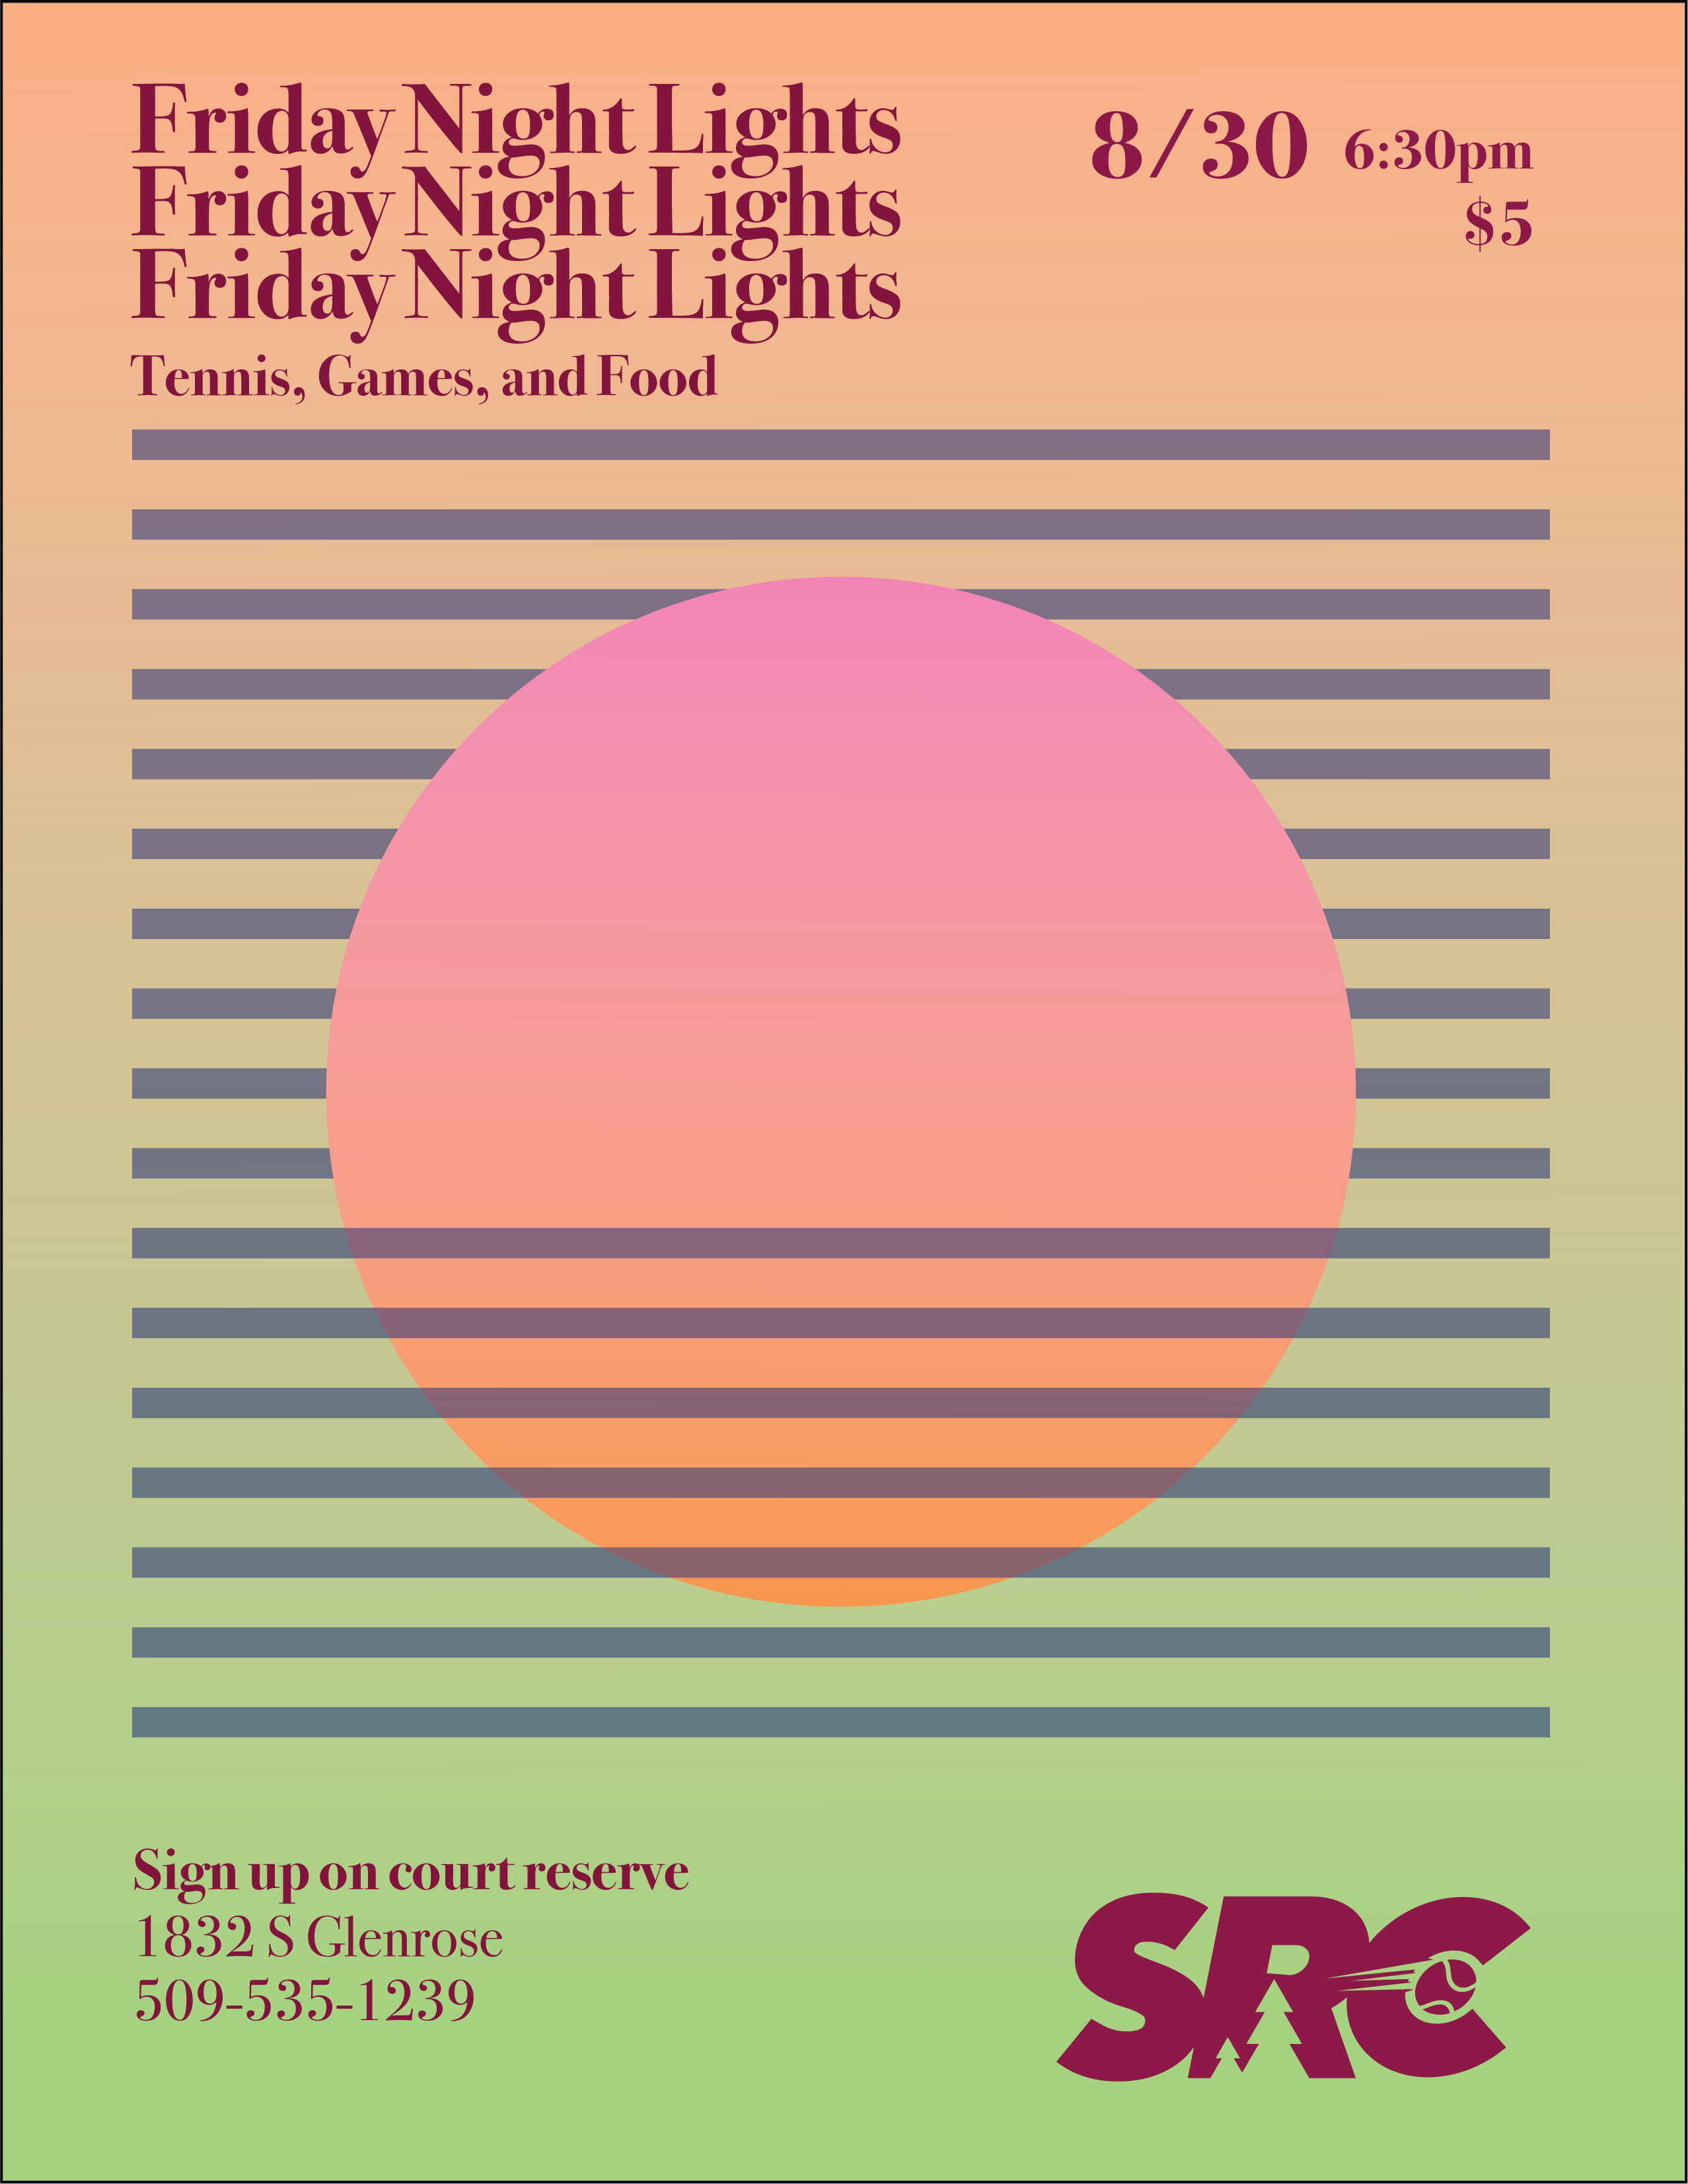 Friday Night Lights
Friday Night Lights
Friday Night Lights
Tennis, Games, and Food
8/30 6:30pm
$5
Sign up on court reserve
1832 S Glenrose
509-535-1239
SRC